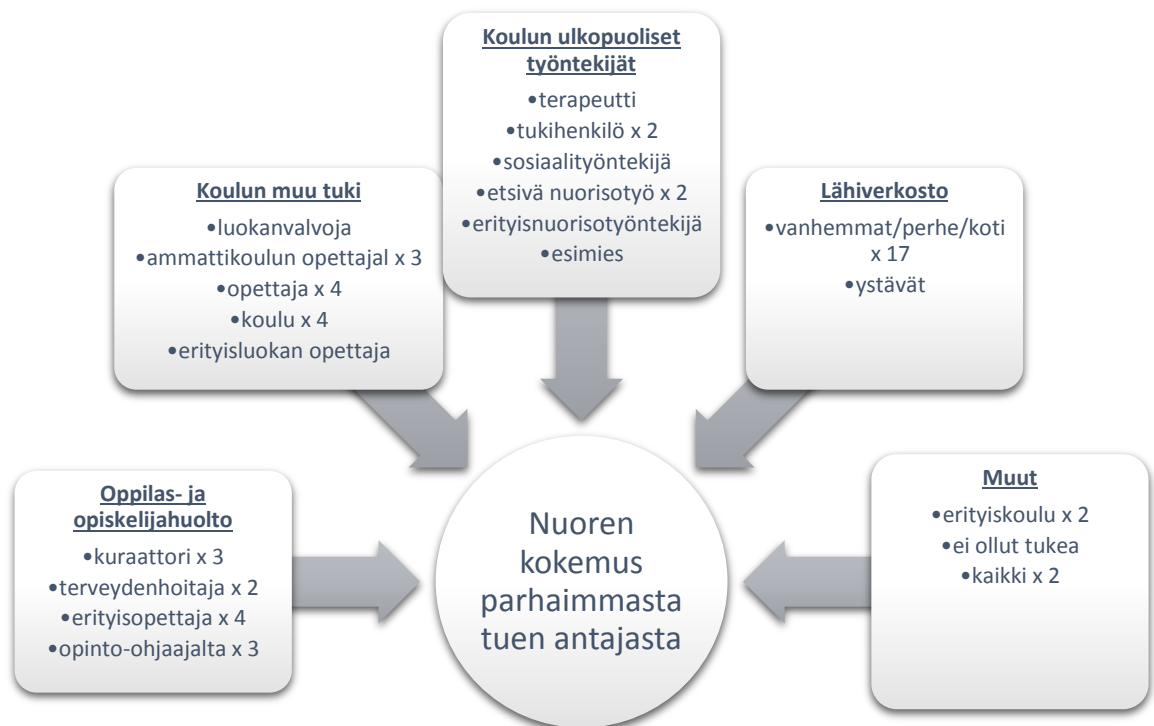 Koulun ulkopuoliset
työntekijät
•terapeutti
•tukihenkilö x 2
•sosiaalityöntekijä
•etsivä nuorisotyö x 2
•erityisnuorisotyöntekijä
•esimies
Koulun muu tuki
•luokanvalvoja
•ammattikoulun opettajal x 3
•opettaja x 4
•koulu x 4
•erityisluokan opettaja
Lähiverkosto
•vanhemmat/perhe/koti
x 17
•ystävät
Oppilas- ja
opiskelijahuolto
•kuraattori x 3
•terveydenhoitaja x 2
•erityisopettaja x 4
•opinto-ohjaajalta x 3
Nuoren
kokemus
parhaimmasta
tuen antajasta
Muut
•erityiskoulu x 2
•ei ollut tukea
•kaikki x 2